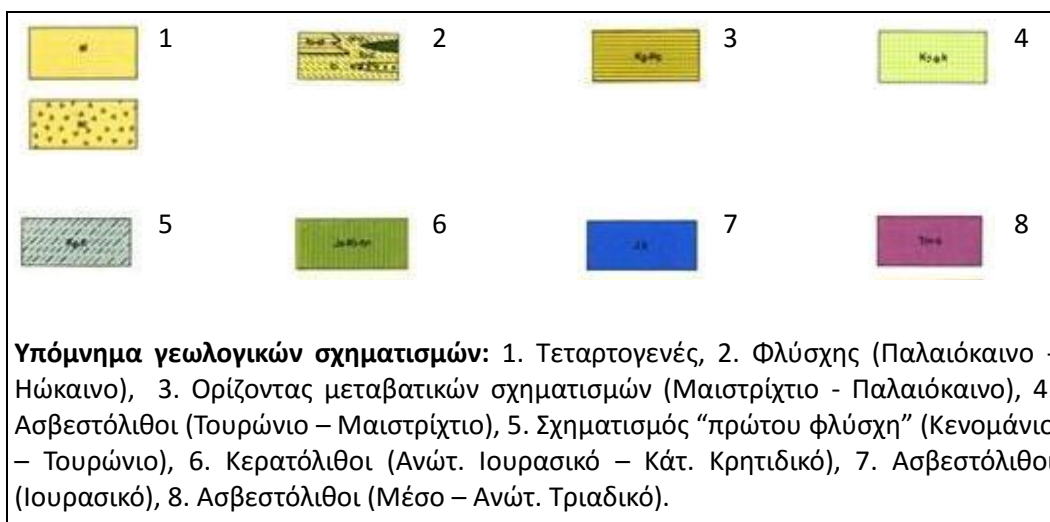 1 2 3 4
5 6 7 8
Υπόμνημα γεωλογικών σχηματισμών: 1. Τεταρτογενές, 2. Φλύσχης (Παλαιόκαινο –
Ηώκαινο), 3. Ορίζοντας μεταβατικών σχηματισμών (Μαιστρίχτιο - Παλαιόκαινο), 4
Ασβεστόλιθοι (Τουρώνιο – Μαιστρίχτιο), 5. Σχηματισμός “πρώτου φλύσχη” (Κενομάνιο
– Τουρώνιο), 6. Κερατόλιθοι (Ανώτ. Ιουρασικό – Κάτ. Κρητιδικό), 7. Ασβεστόλιθοι
(Ιουρασικό), 8. Ασβεστόλιθοι (Μέσο – Ανώτ. Τριαδικό).